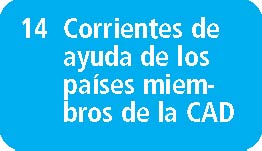 14 Corrientes de
ayuda de los
países miem-
bros de la CAD